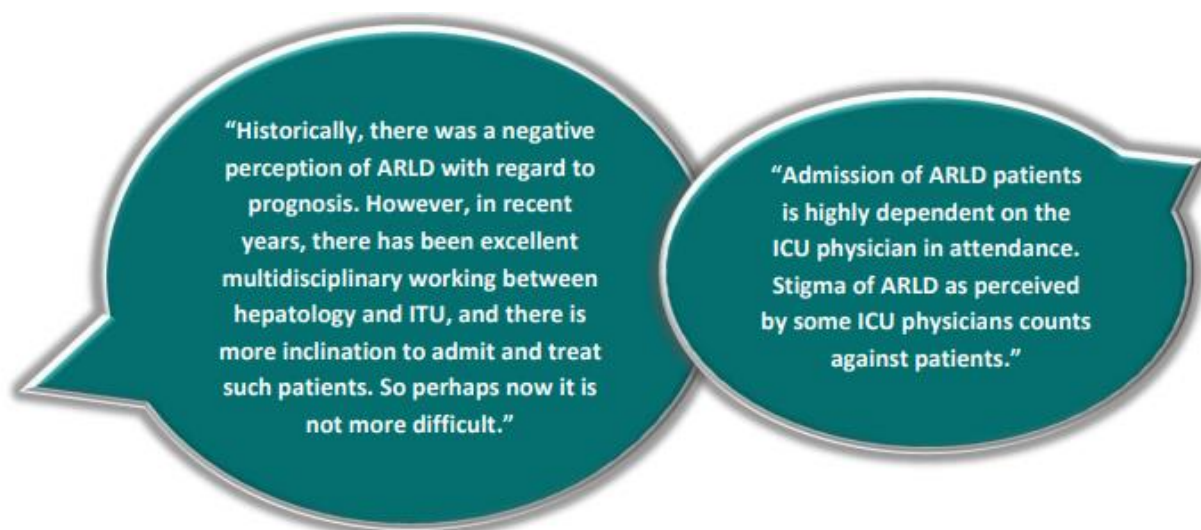 “Historically, there was a negative
perception of ARLD with regard to
prognosis. However, in recent
years, there has been excellent
multidisciplinary working between
hepatology and ITU, and there is
more inclination to admit and treat
such patients. So perhaps now it is
not more difficult.”
“Admission of ARLD patients
is highly dependent on the
ICU physician in attendance.
Stigma of ARLD as perceived
by some ICU physicians counts
against patients.”